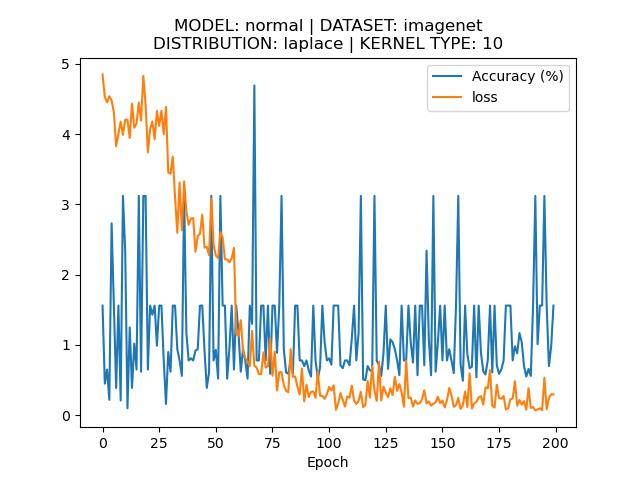 MODEL: normal | DATASET: imagenet
DISTRIBUTION: laplace | KERNEL TYPE: 10
Accuracy (%)
loss
5
4
3
2
1
0
0 25 50 75 100 125 150 175 200
Epoch